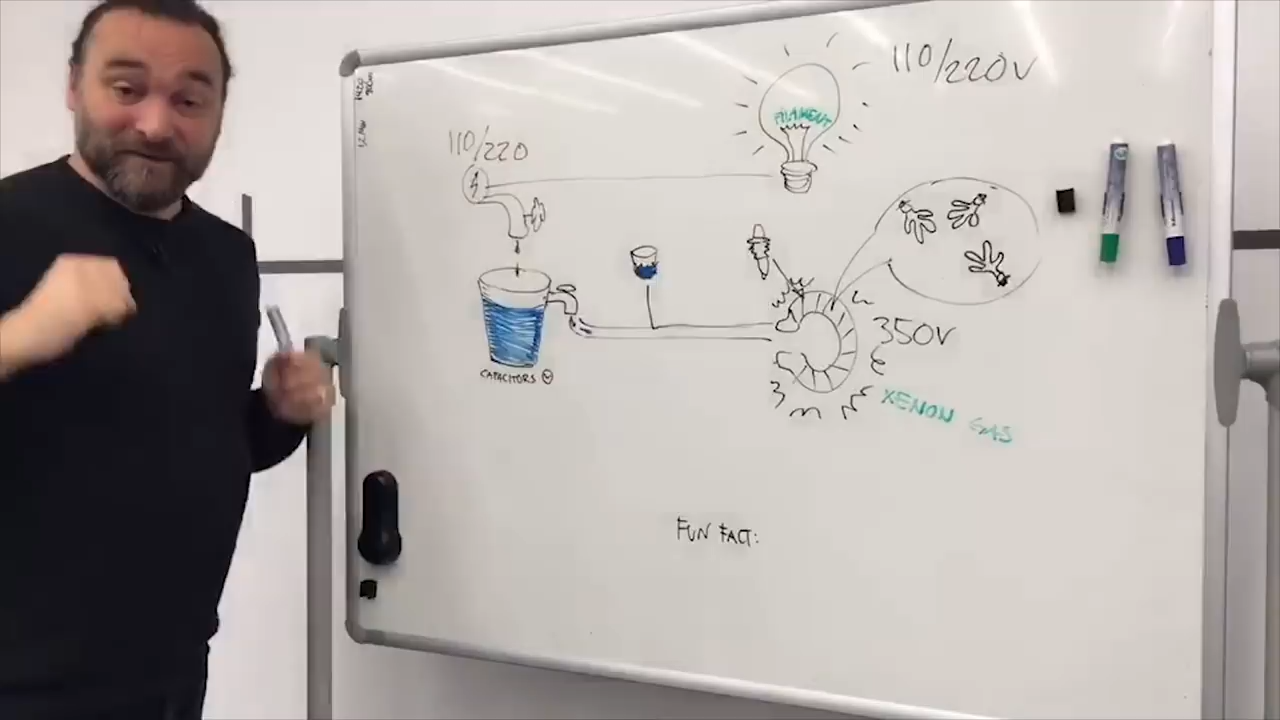 110/220V
FILAMENT
110/220
350V
CAPACITORS
XENON GAS
FUN FACT: